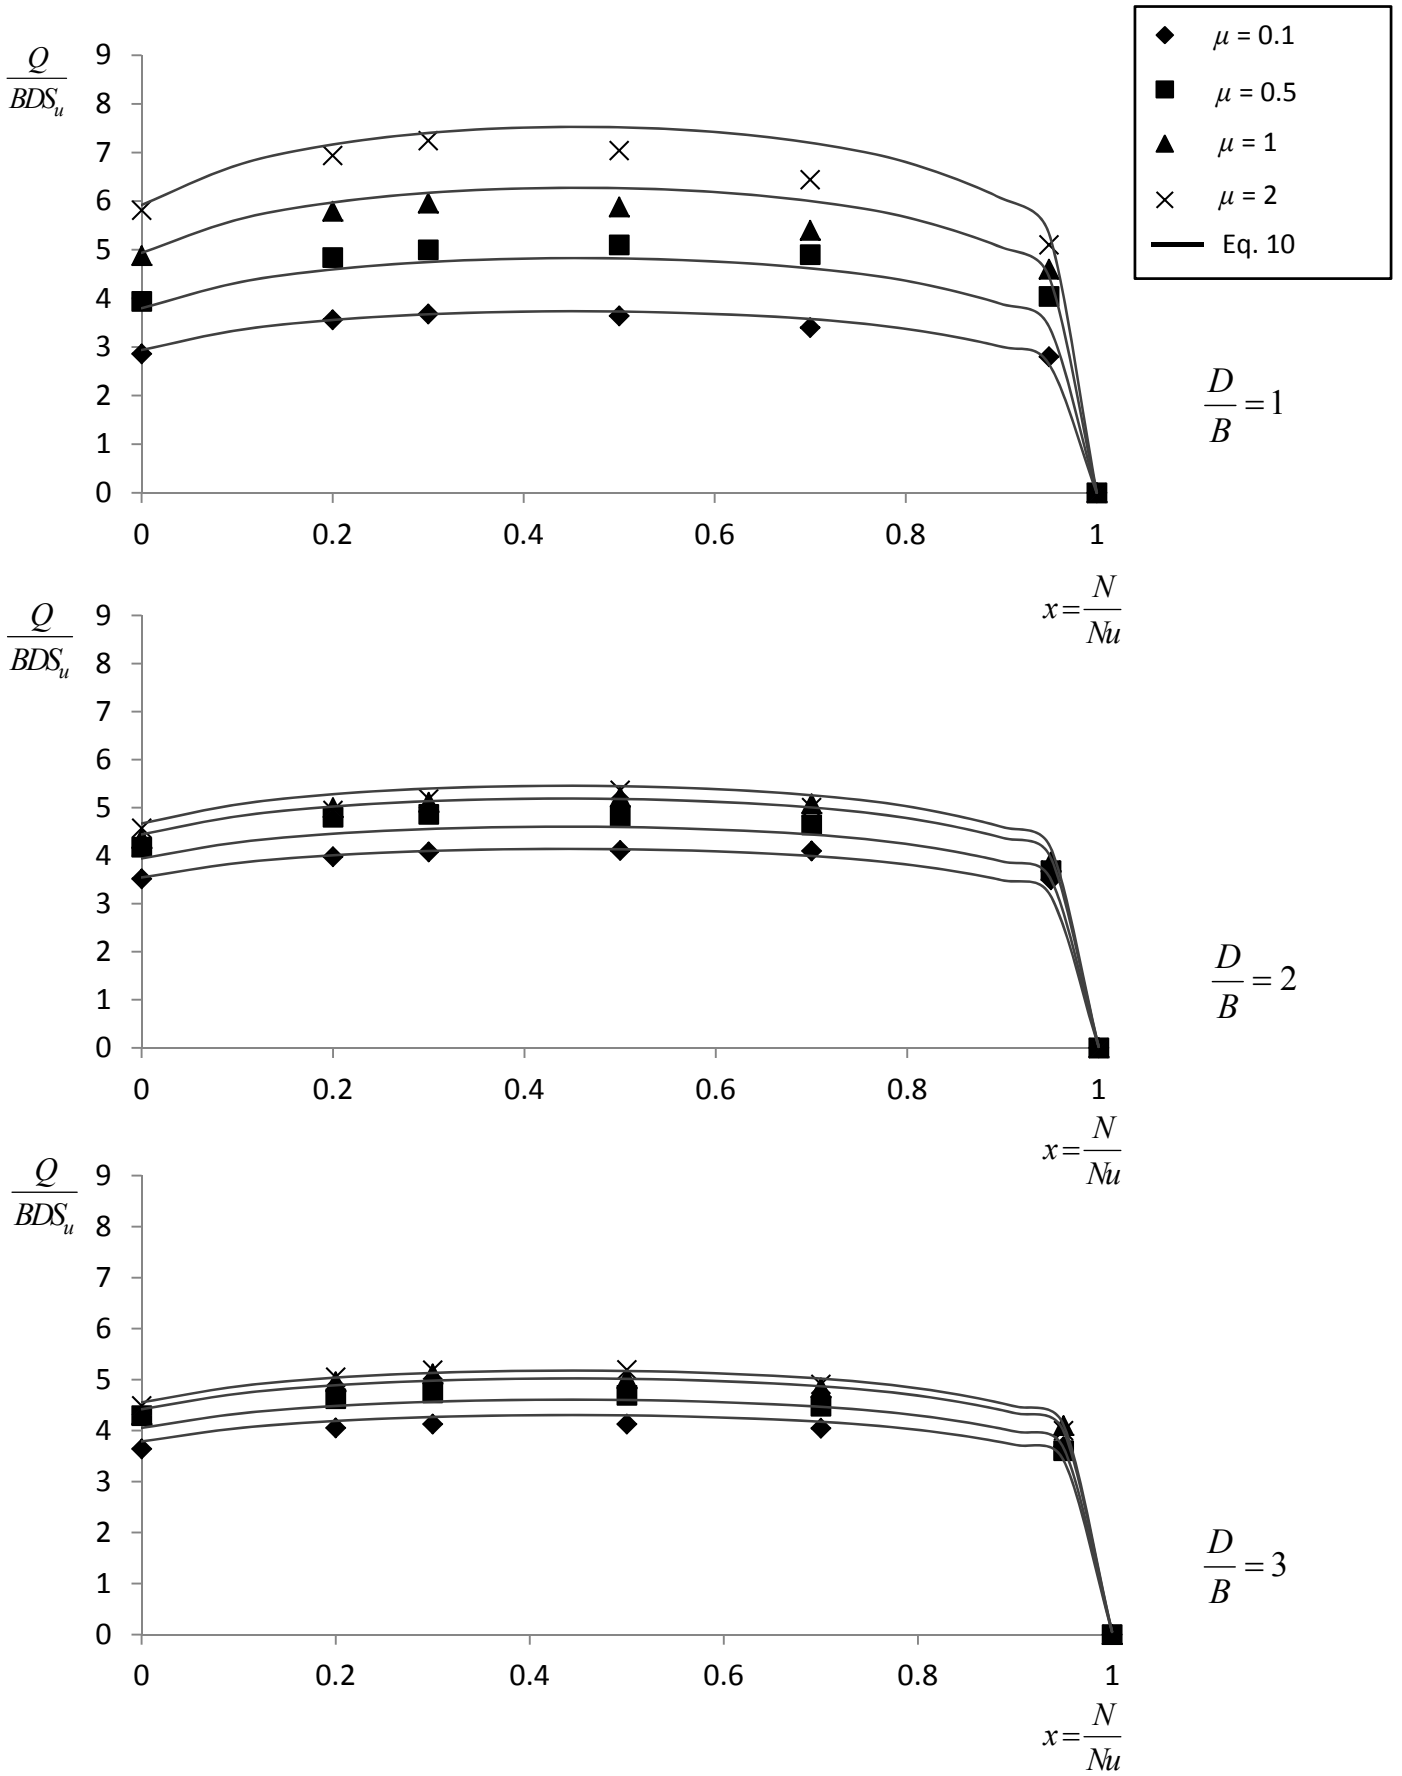 μ = 0.1
μ = 0.5
μ = 1
μ = 2
Eq. 10
Q
BDS_u
9
8
7
6
5
4
3
2
1
0
0 0.2 0.4 0.6 0.8 1
D
B = 1
x = N
Nu
Q
BDS_u
9
8
7
6
5
4
3
2
1
0
0 0.2 0.4 0.6 0.8 1
D
B = 2
x = N
Nu
Q
BDS_u
9
8
7
6
5
4
3
2
1
0
0 0.2 0.4 0.6 0.8 1
D
B = 3
x = N
Nu